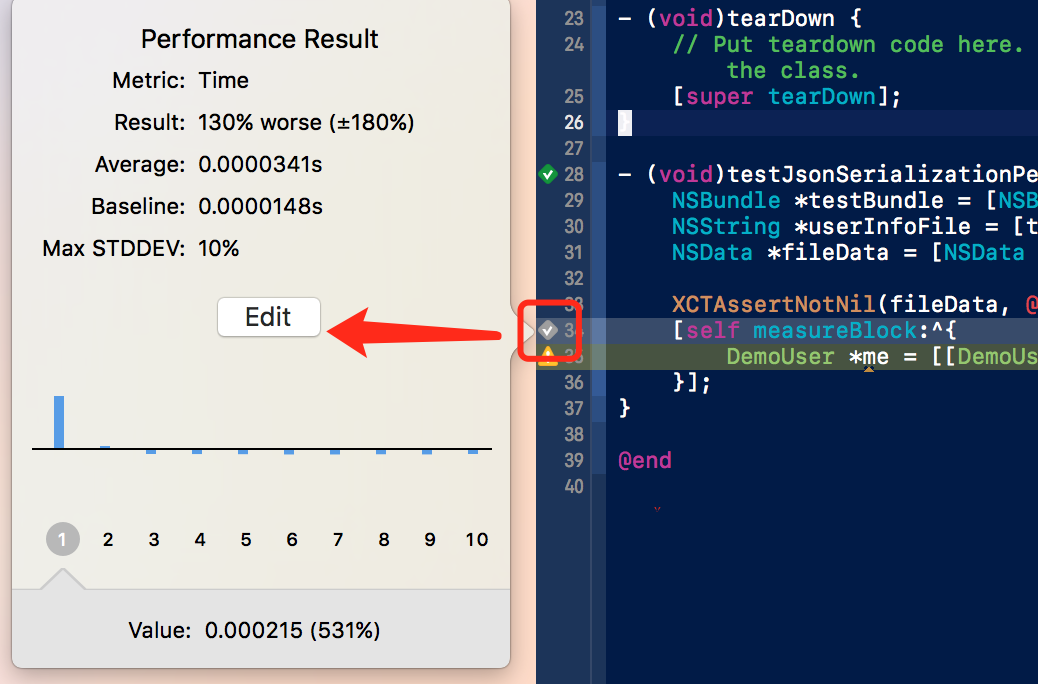 Performance Result
Metric: Time
Result: 130% worse (±180%)
Average: 0.0000341s
Baseline: 0.0000148s
Max STDDEV: 10%
Edit
1 2 3 4 5 6 7 8 9 10
Value: 0.000215 (531%)
23 - (void)tearDown {
24 // Put teardown code here.
the class.
25 [super tearDown];
26 }
27
28 - (void)testJsonSerializationPe
29 NSBundle *testBundle = [NSB
30 NSString *userInfoFile = [t
31 NSData *fileData = [NSData
32
33 XCTAssertNotNil(fileData, @
34 [self measureBlock:^{
35 DemoUser *me = [[DemoUs
36 }];
37 }
38
39 @end
40